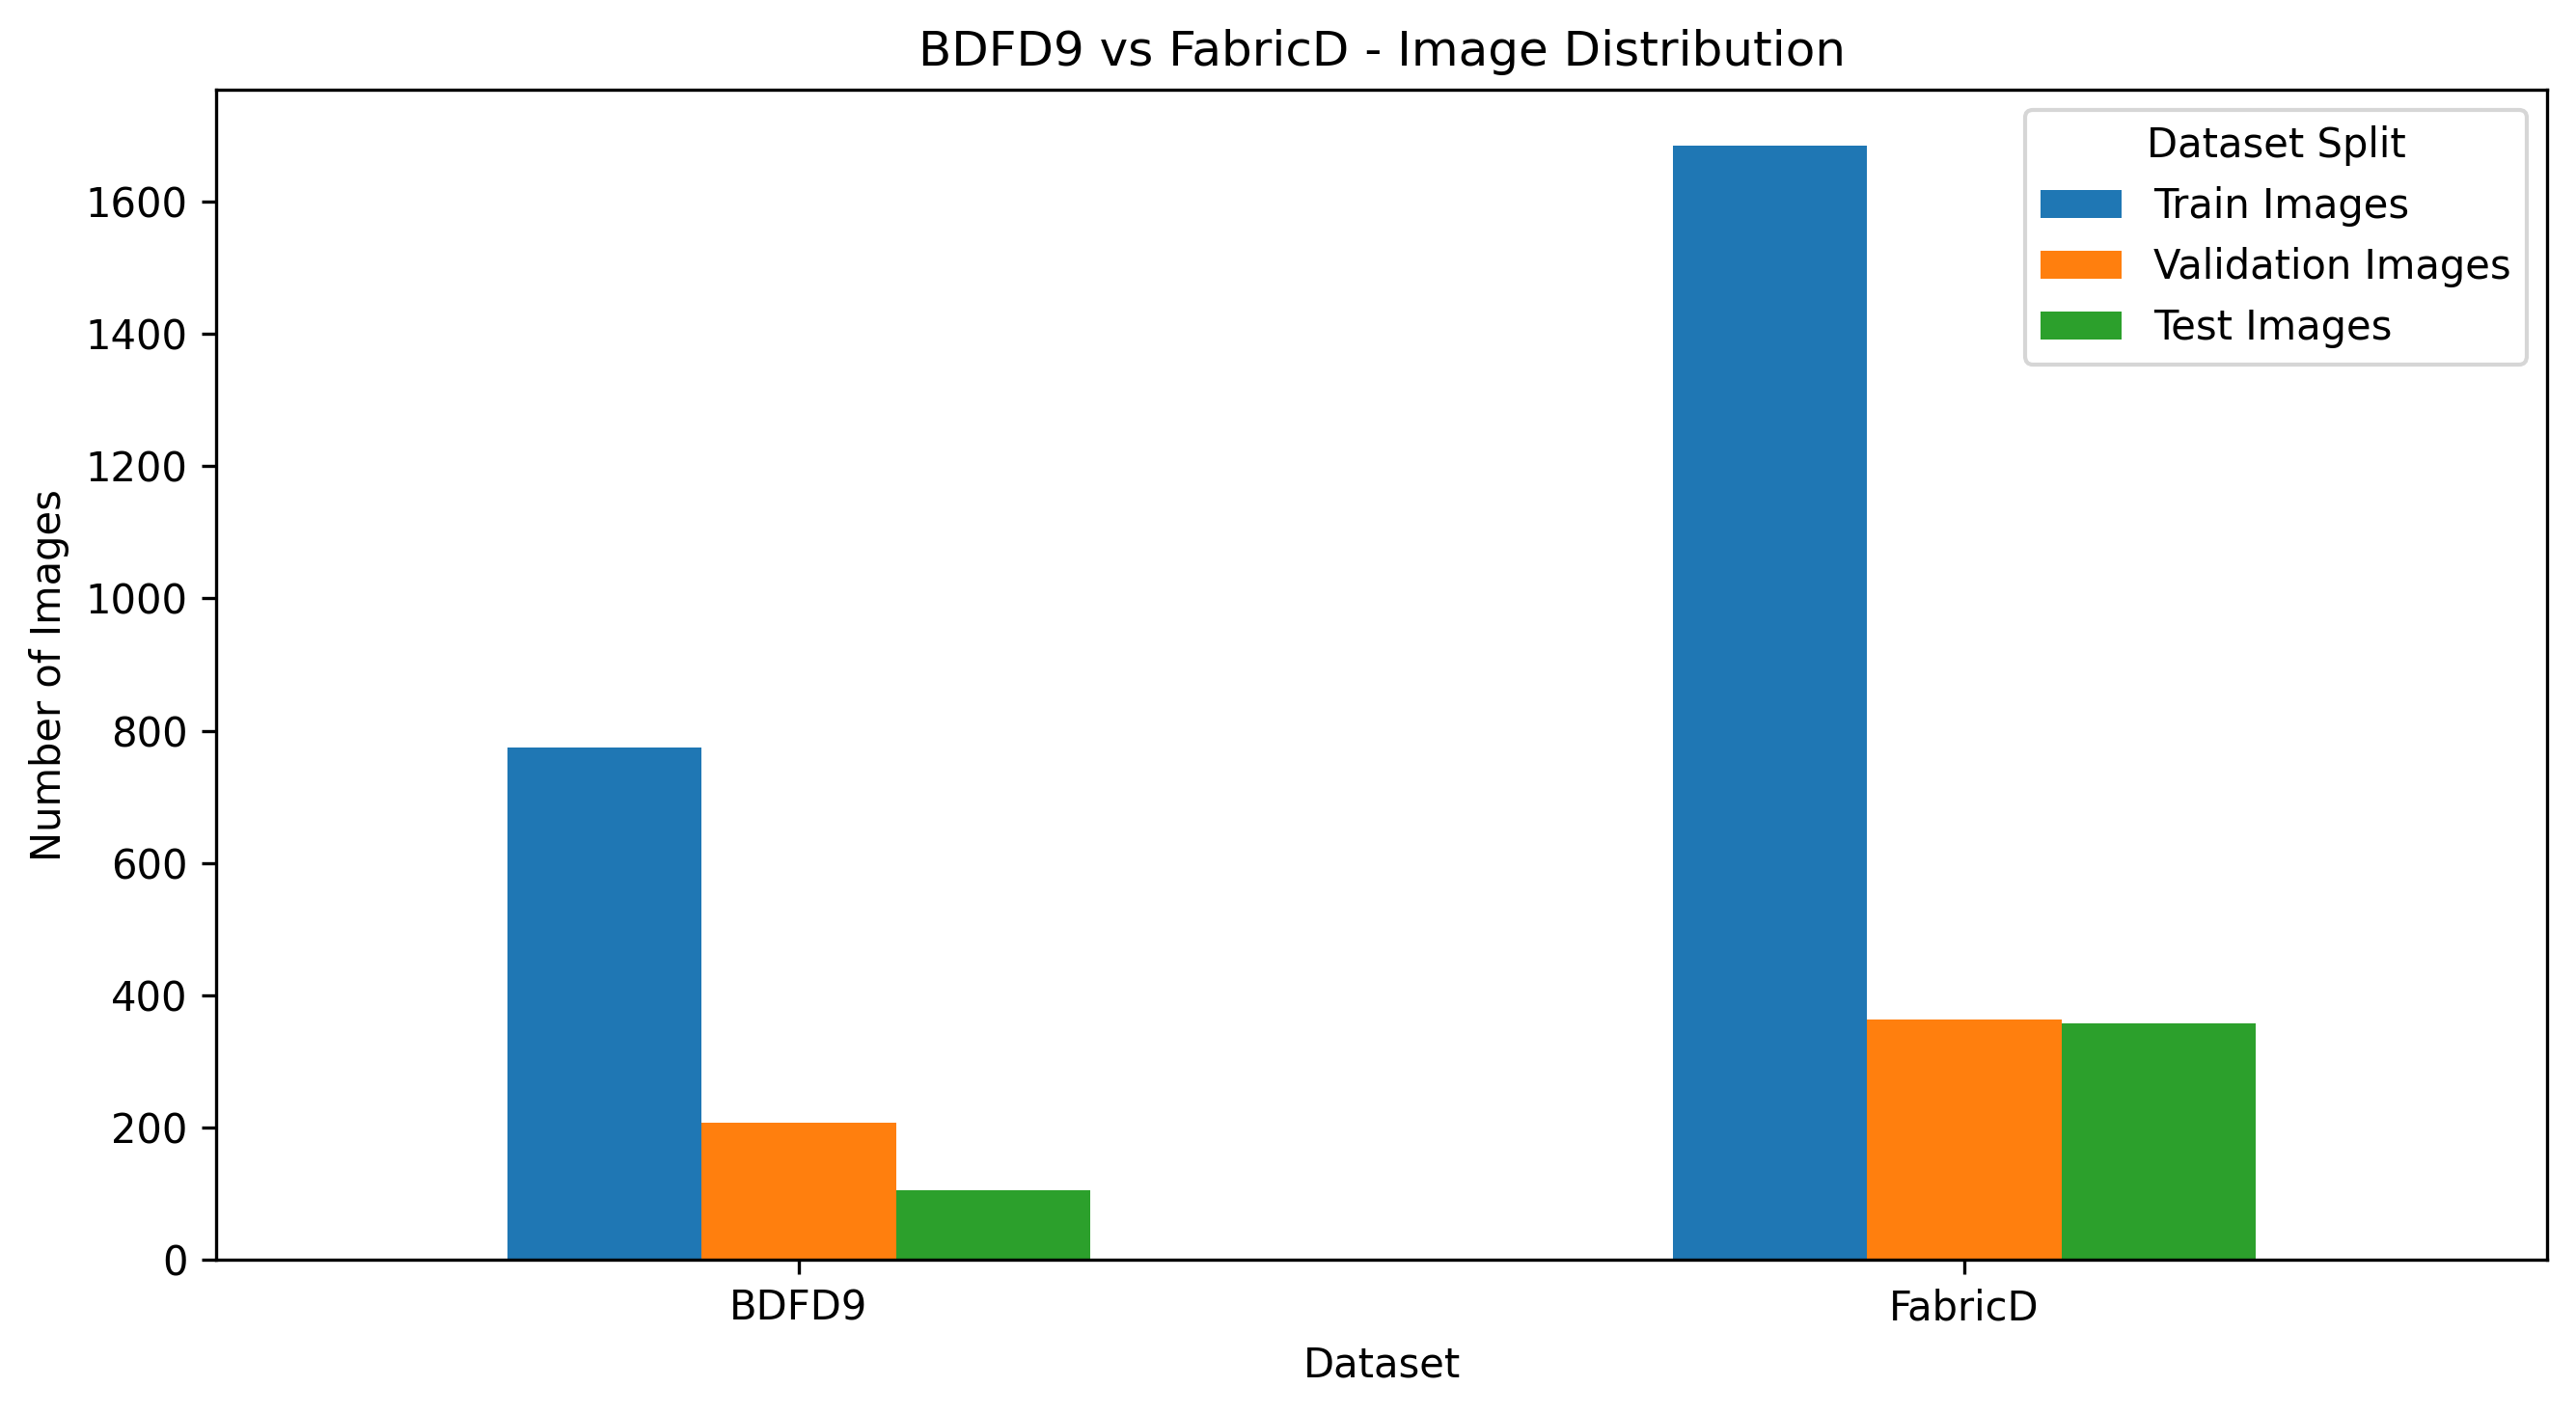 BDFD9 vs FabricD - Image Distribution
Number of Images
1600
1400
1200
1000
800
600
400
200
0
Dataset Split
Train Images
Validation Images
Test Images
BDFD9
FabricD
Dataset